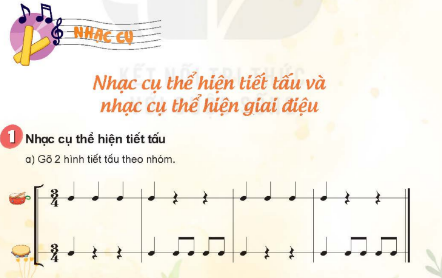 NHẠC CỤ
Nhạc cụ thể hiện tiết tấu và
nhạc cụ thể hiện giai điệu
1 Nhạc cụ thể hiện tiết tấu
a) Gõ 2 hình tiết tấu theo nhóm.
3
4
3
4